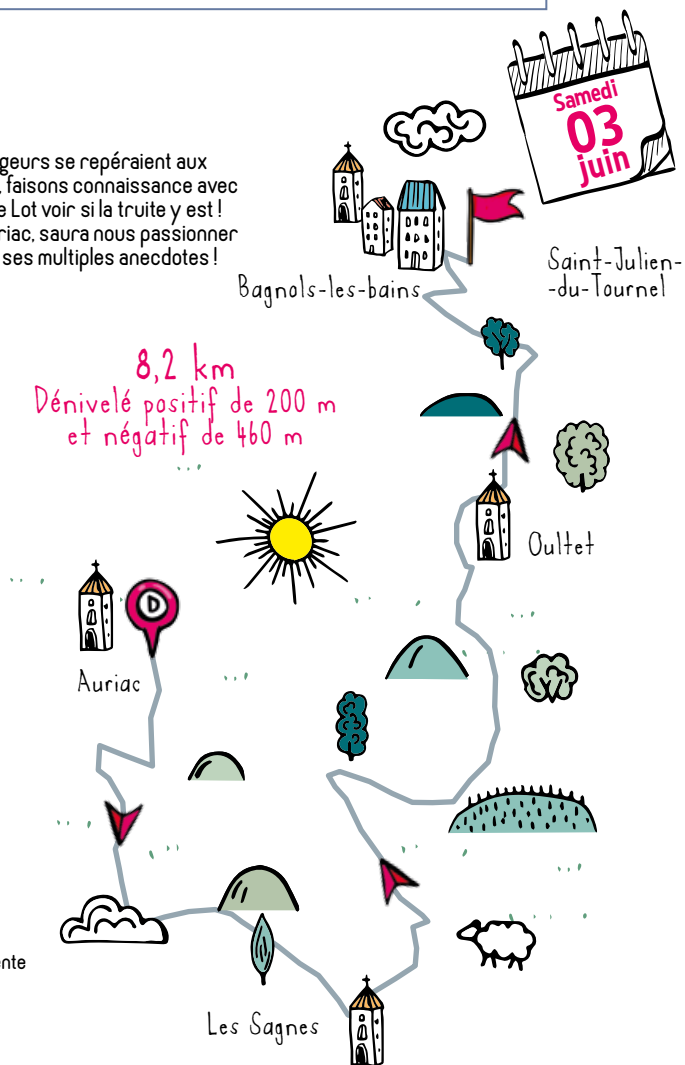 Samedi
03
juin
geurs se repéraient aux
, faisons connaissance avec
e Lot voir si la truite y est !
riac, saura nous passionner
ses multiples anecdotes !
Saint-Julien-
-du-Tournel
Bagnols-les-bains
8,2 km
Dénivelé positif de 200 m
et négatif de 460 m
Oultet
D
Auriac
ente
Les Sagnes